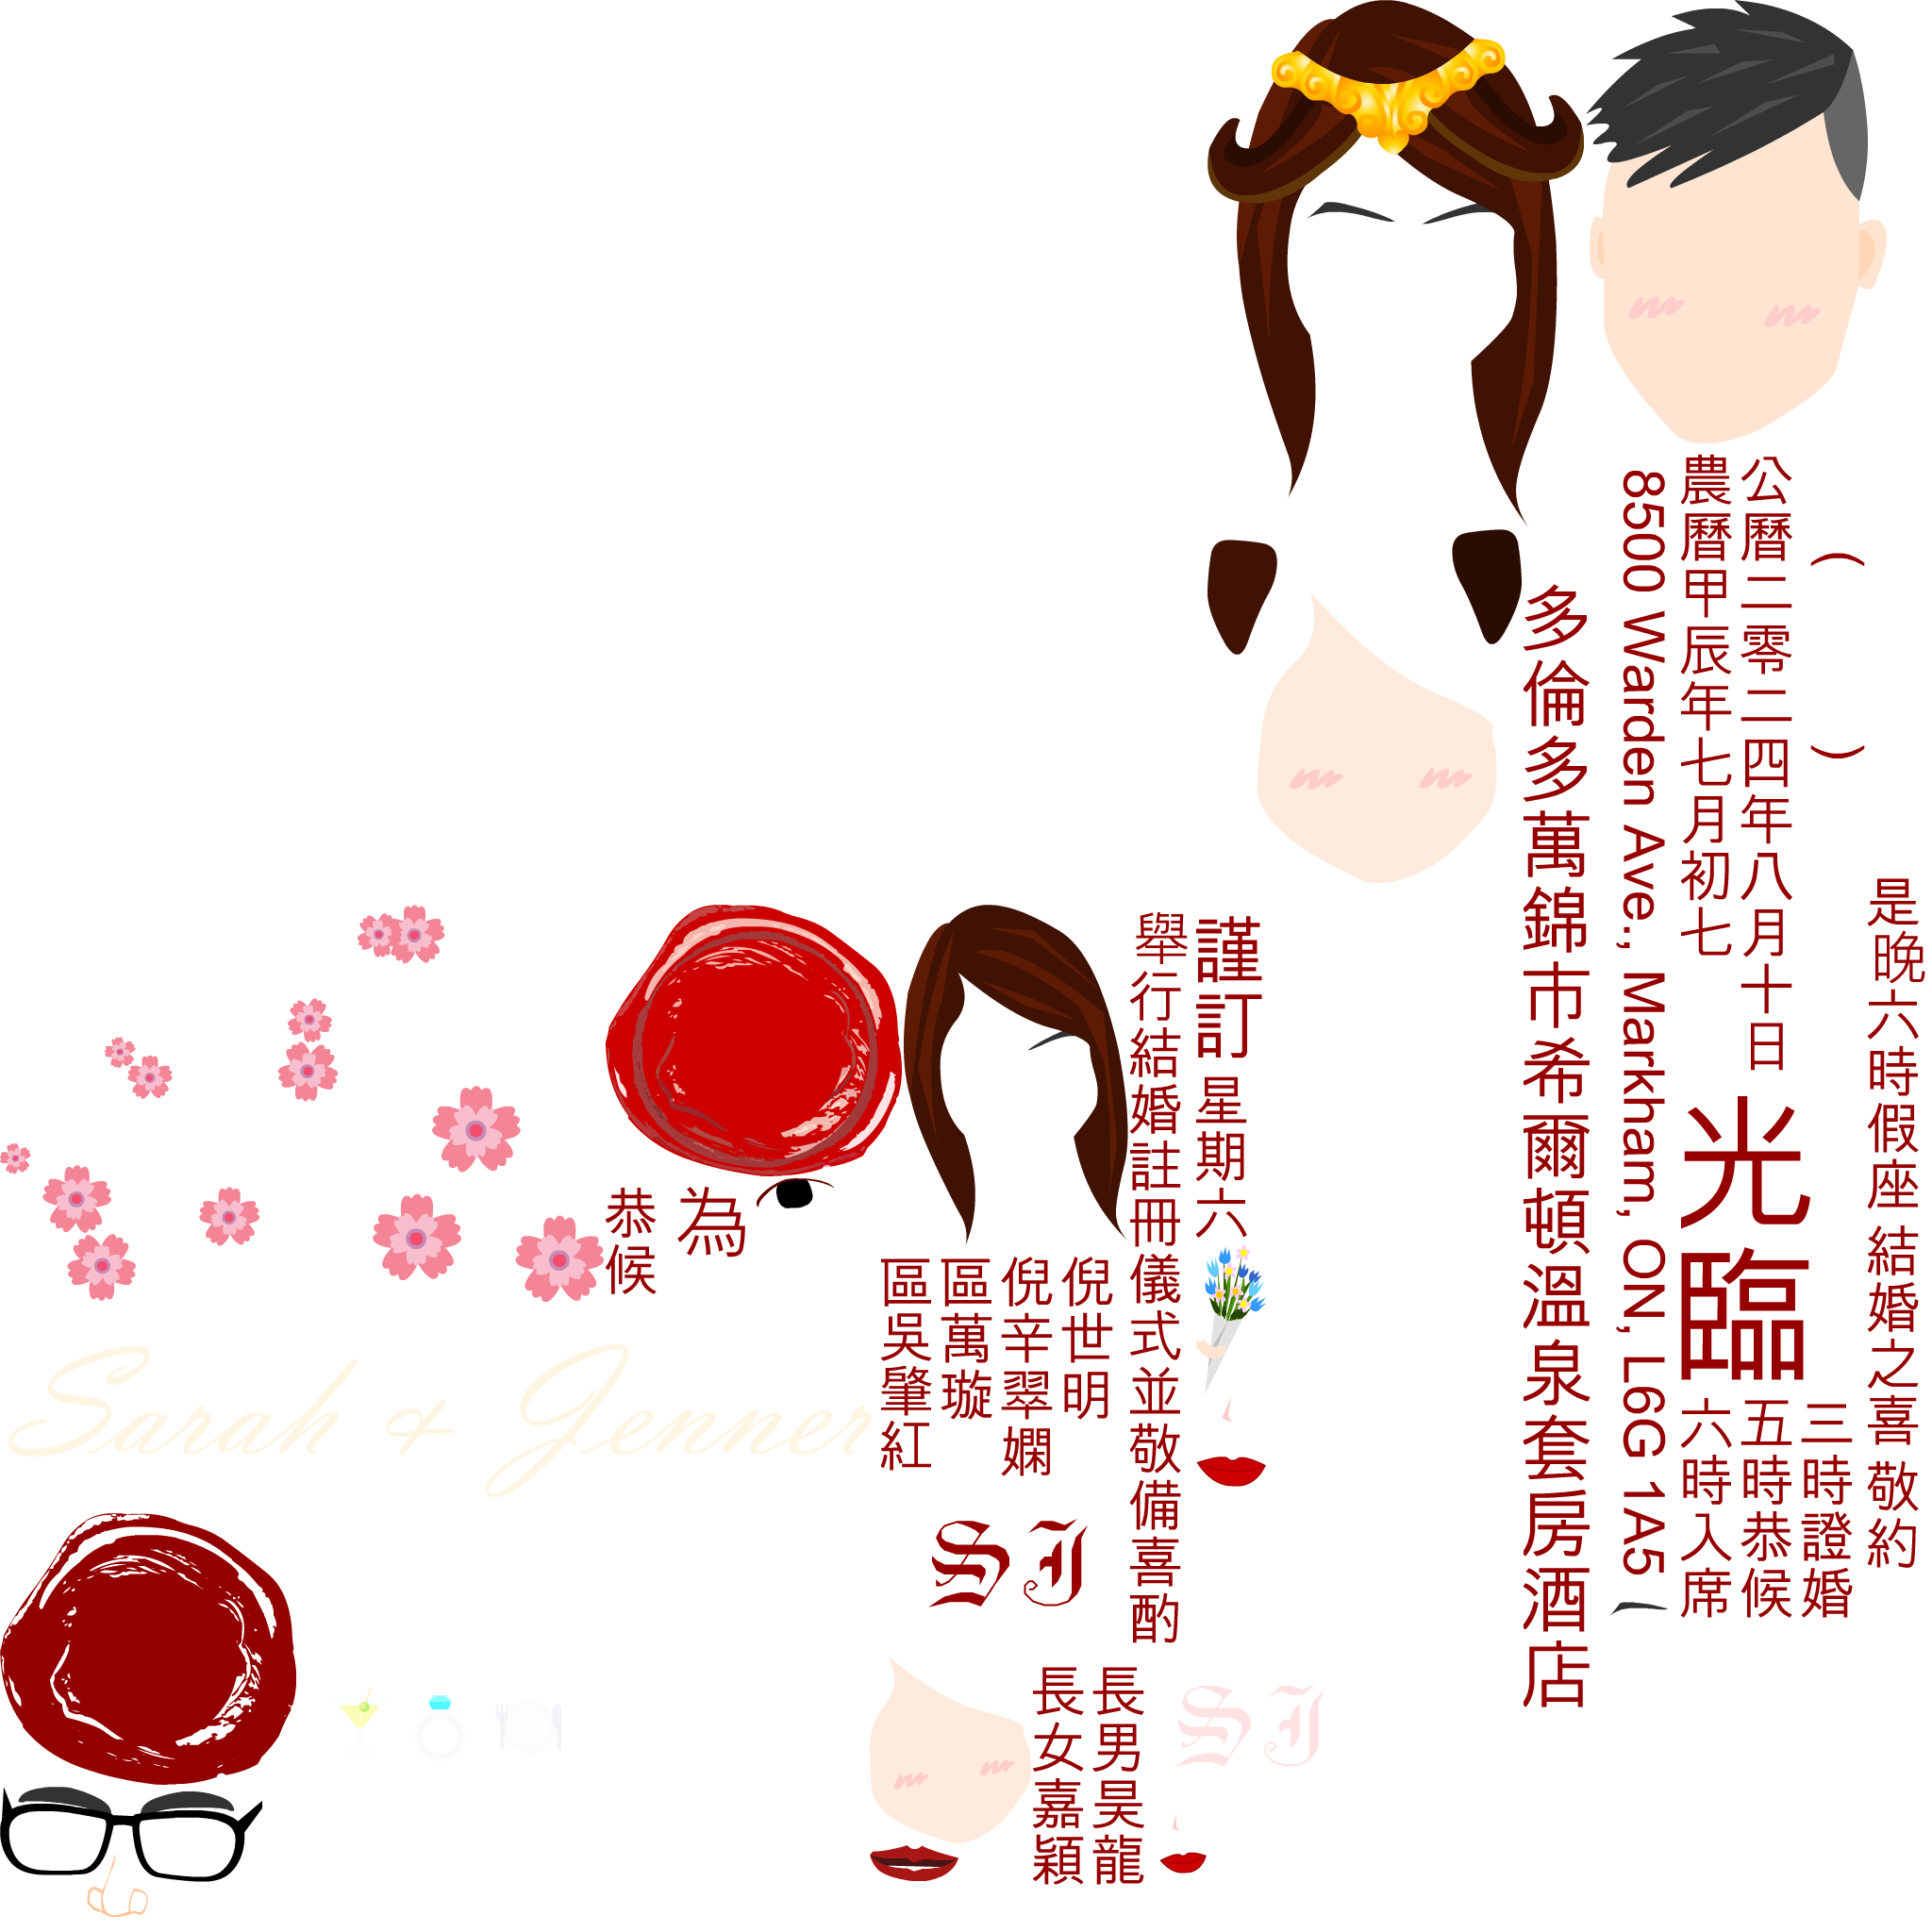 是晚六時假座
結婚之喜
敬約
（ ）
三時證婚
公曆二零二四年八月十日
五時恭候
農曆甲辰年七月初七
六時入席
光臨
8500 Warden Ave., Markham, ON, L6G 1A5
多倫多萬錦市希爾頓溫泉套房酒店
謹訂
星期六
舉行結婚註冊儀式並敬備喜酌
倪世明
倪辛翠嫻
區萬璇
區吳肇紅
長男昊龍
長女嘉穎
為
恭候
Sarah & Jenner
SJ
SJ